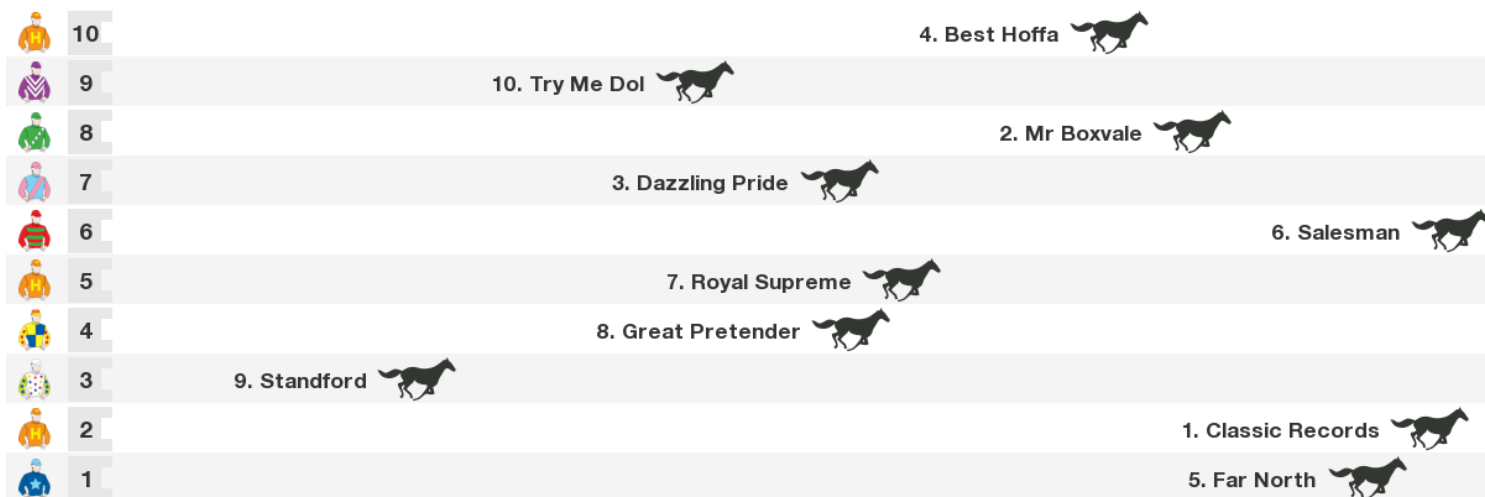 H 10 4. Best Hoffa
9 10. Try Me Dol
8 2. Mr Boxvale
7 3. Dazzling Pride
6 6. Salesman
H 5 7. Royal Supreme
4 8. Great Pretender
3 9. Standford
H 2 1. Classic Records
1 5. Far North